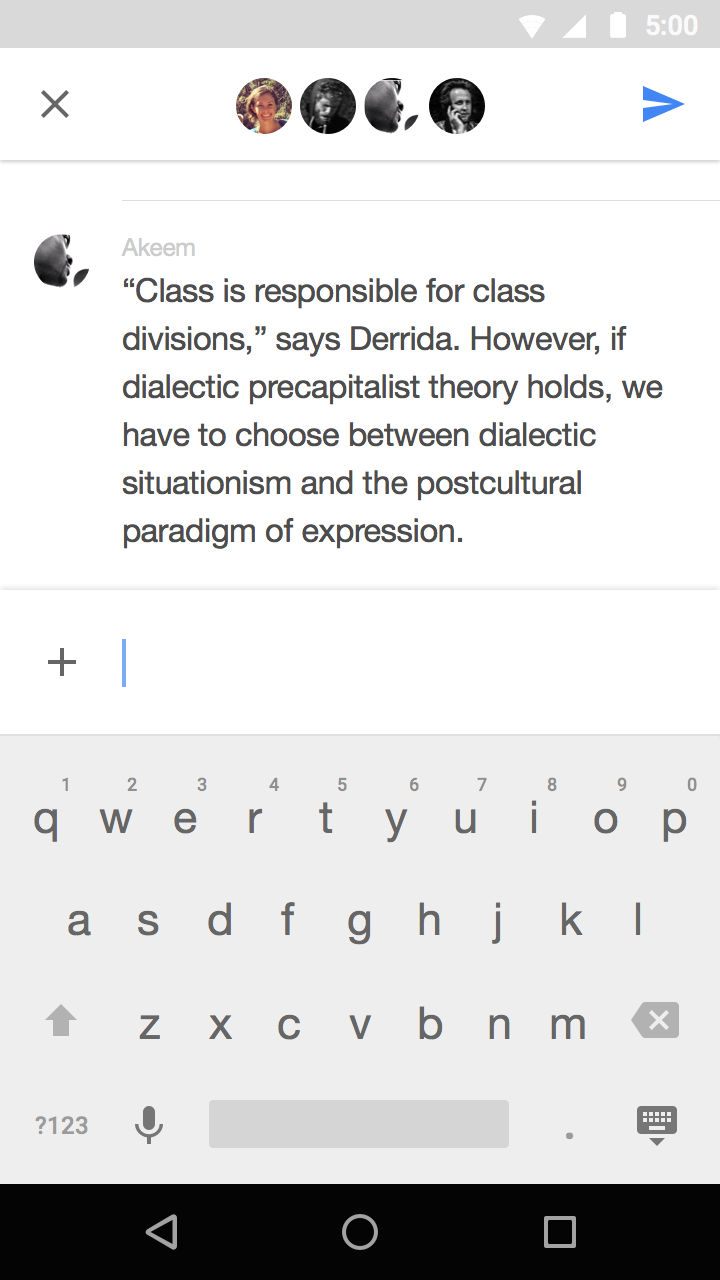 5:00
Akeem
“Class is responsible for class
divisions,” says Derrida. However, if
dialectic precapitalist theory holds, we
have to choose between dialectic
situationism and the postcultural
paradigm of expression.
1 2 3 4 5 6 7 8 9 0
q w e r t y u i o p
a s d f g h j k l
z x c v b n m
?123 .